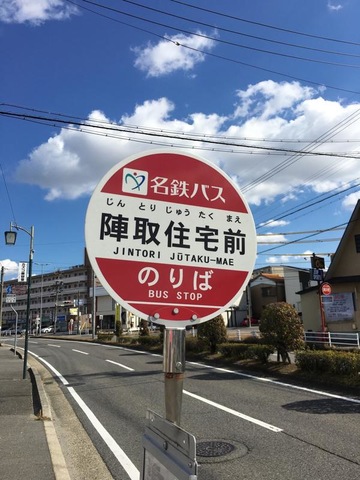 名鉄バス
じん とり じゅう たく まえ
陣取住宅前
JINTORI JŪTAKU-MAE
のりば
BUS STOP